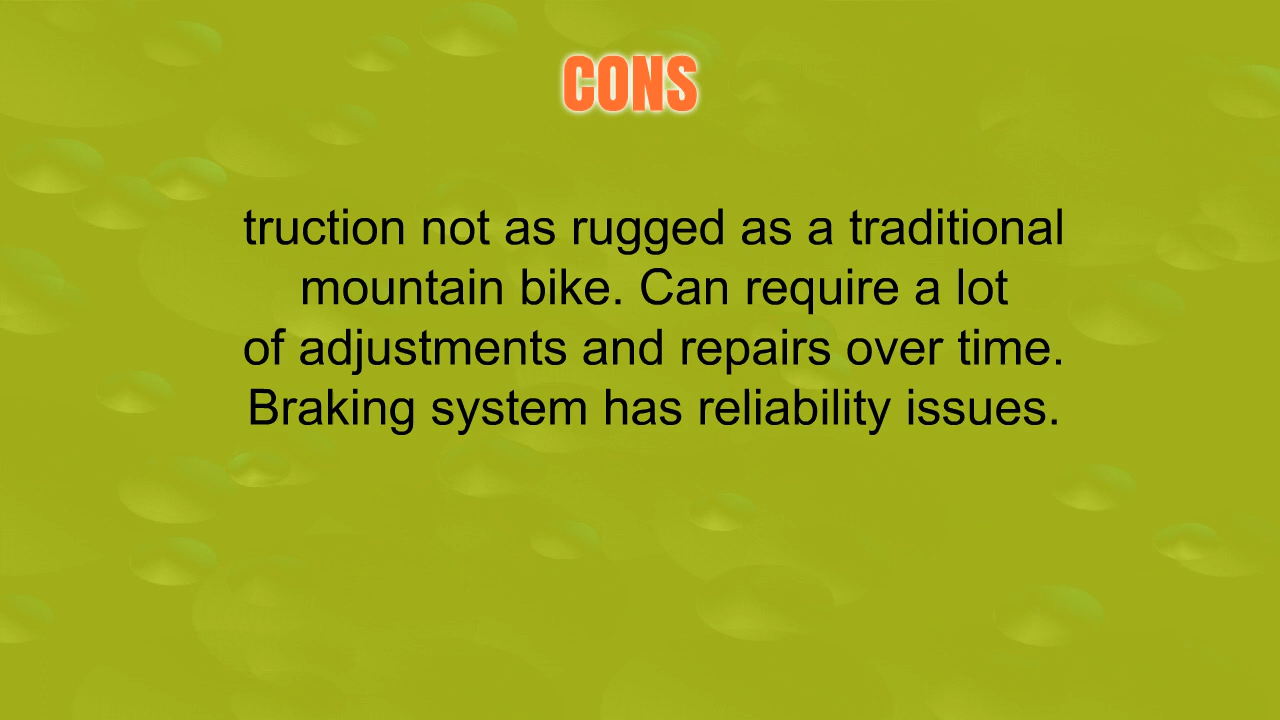 CONS
truction not as rugged as a traditional
mountain bike. Can require a lot
of adjustments and repairs over time.
Braking system has reliability issues.